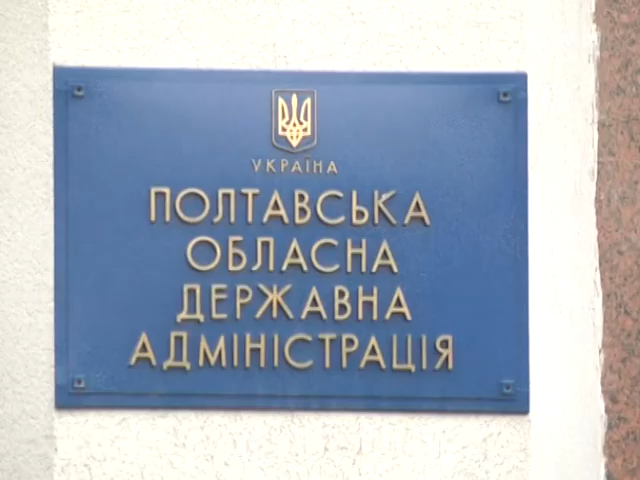 УКРАЇНА
ПОЛТАВСЬКА
ОБЛАСНА
ДЕРЖАВНА
АДМІНІСТРАЦІЯ